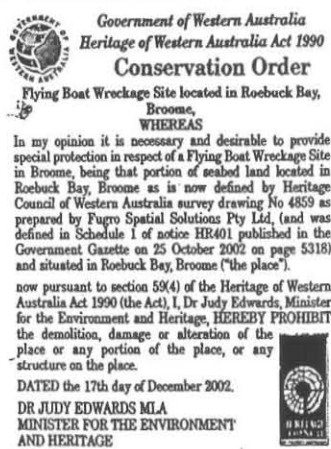 Government of Western Australia
Heritage of Western Australia Act 1990
Conservation Order
Flying Boat Wreckage Site located in Roebuck Bay,
Broome,
WHEREAS
In my opinion it is necessary and desirable to provide
special protection in respect of a Flying Boat Wreckage Site
in Broome, being that portion of seabed land located in
Roebuck Bay, Broome as is now defined by Heritage
Council of Western Australia survey drawing No 4859 as
prepared by Fugro Spatial Solutions Pty Ltd, (and was
defined in Schedule 1 of notice HR401 published in the
Government Gazette on 25 October 2002 on page 5318)
and situated in Roebuck Bay, Broome ("the place").
now pursuant to section 59(4) of the Heritage of Western
Australia Act 1990 (the Act), I, Dr Judy Edwards, Minister
for the Environment and Heritage, HEREBY PROHIBIT
the demolition, damage or alteration of the
place or any portion of the place, or any
structure on the place.
DATED the 17th day of December 2002.
DR JUDY EDWARDS MLA
MINISTER FOR THE ENVIRONMENT
AND HERITAGE
HERITAGE
COUNCIL
GOVERNMENT OF
WESTERN AUSTRALIA